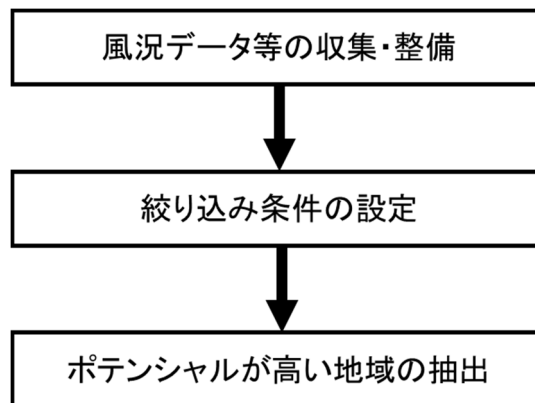 風況データ等の収集・整備
絞り込み条件の設定
ポテンシャルが高い地域の抽出